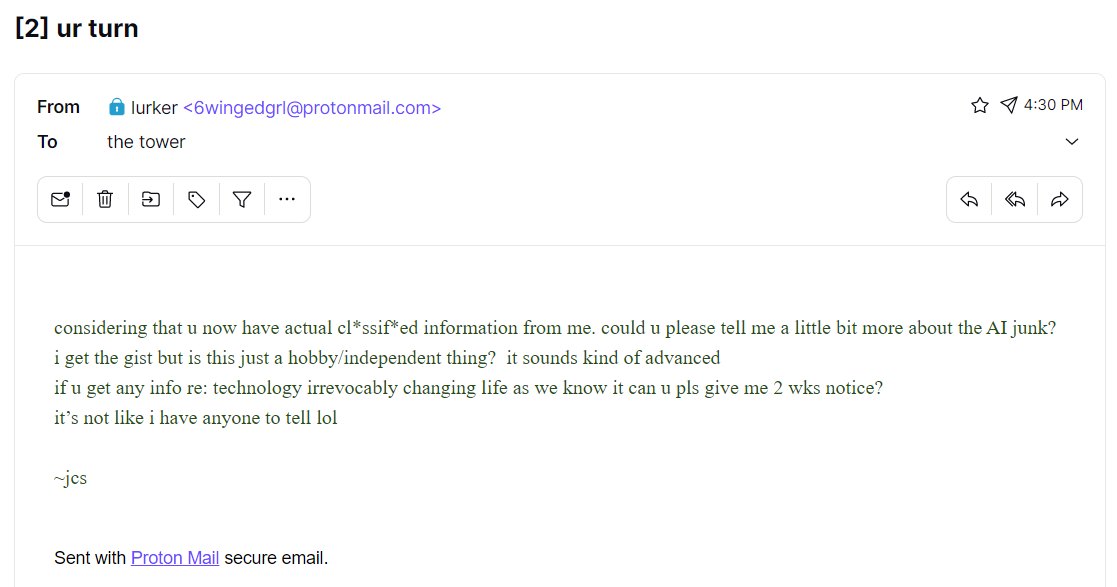 [2] ur turn
From lurker <6wingedgrl@protonmail.com> 4:30 PM
To the tower
considering that u now have actual cl*ssif*ed information from me. could u please tell me a little bit more about the AI junk?
i get the gist but is this just a hobby/independent thing?  it sounds kind of advanced
if u get any info re: technology irrevocably changing life as we know it can u pls give me 2 wks notice?
it’s not like i have anyone to tell lol
~jcs
Sent with Proton Mail secure email.